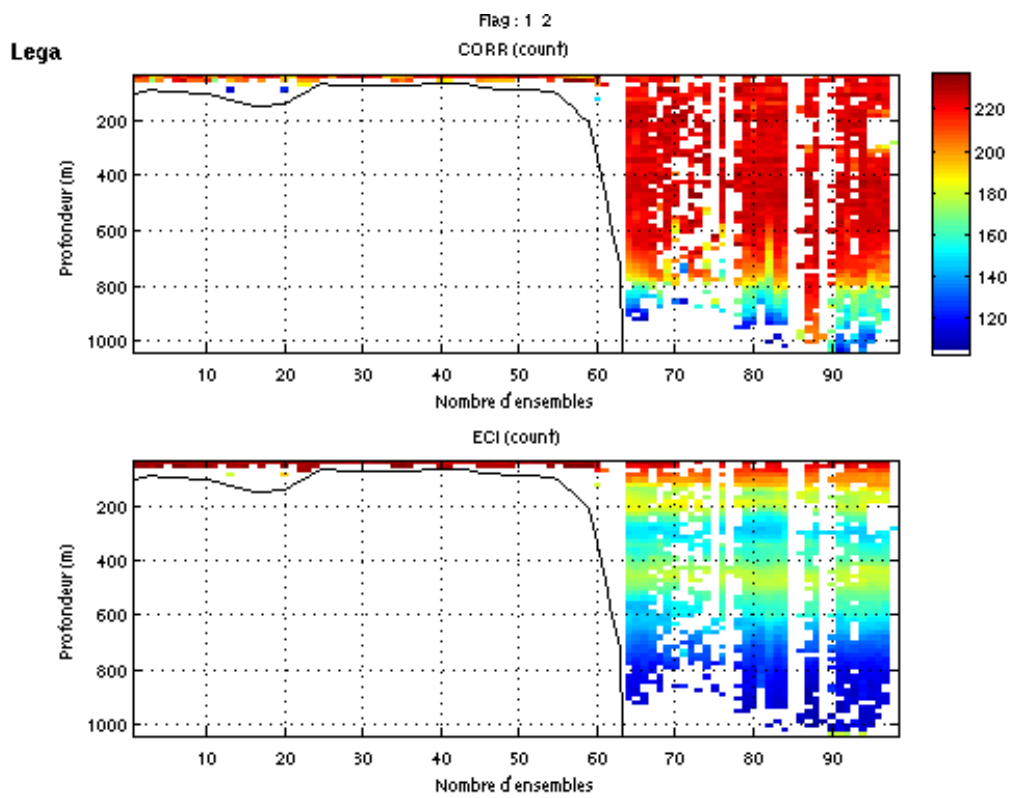 Flag : 1 2
Lega
CORR (count)
Profondeur (m)
200
400
600
800
1000
10 20 30 40 50 60 70 80 90
Nombre d'ensembles
220
200
180
160
140
120
ECI (count)
Profondeur (m)
200
400
600
800
1000
10 20 30 40 50 60 70 80 90
Nombre d'ensembles